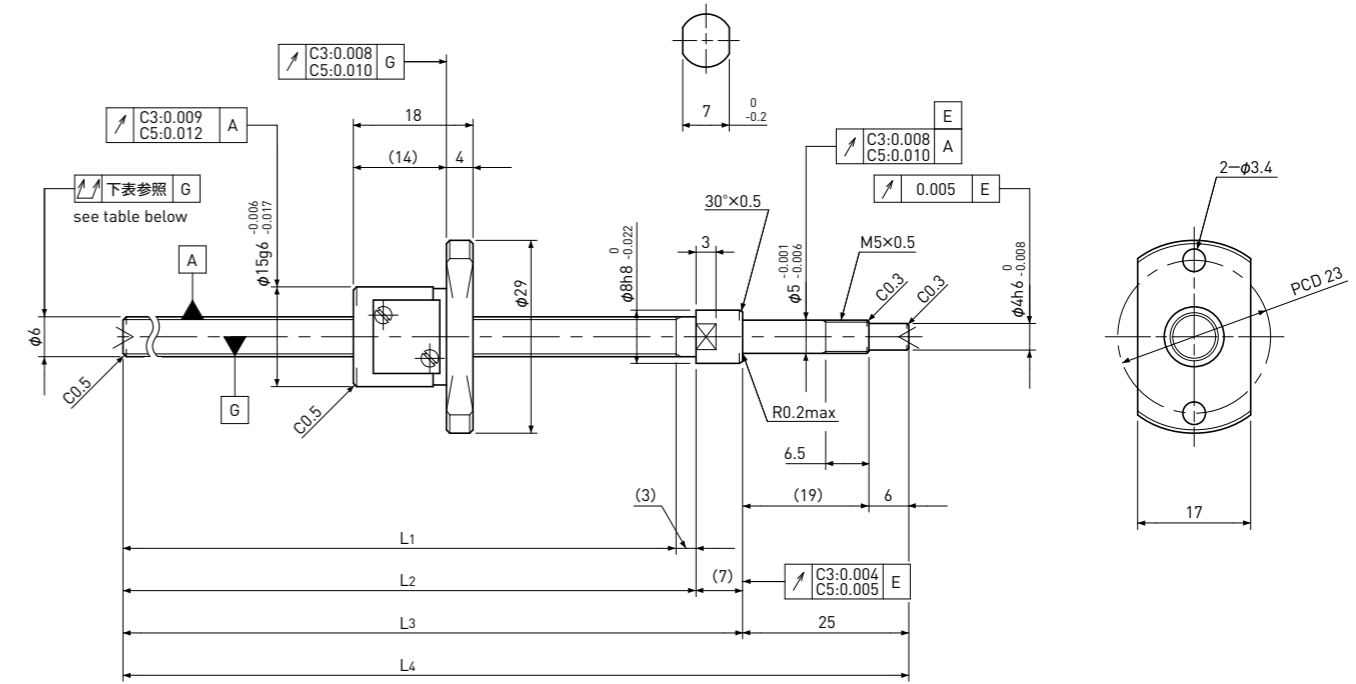 C3:0.008
C5:0.010
G
7
0
-0.2
C3:0.009
C5:0.012
A
18
(14)
4
E
C3:0.008
C5:0.010
A
下表参照
G
see table below
0.005
E
2-φ3.4
30°×0.5
M5×0.5
A
φ15g6
-0.006
-0.017
φ29
φ8h8
0
-0.022
3
φ5
-0.001
-0.006
C0.3
C0.3
φ4h6
0
-0.008
PCD 23
φ6
C0.5
G
C0.5
R0.2max
6.5
(3)
(19)
6
17
L1
L2
(7)
C3:0.004
C5:0.005
E
L3
25
L4